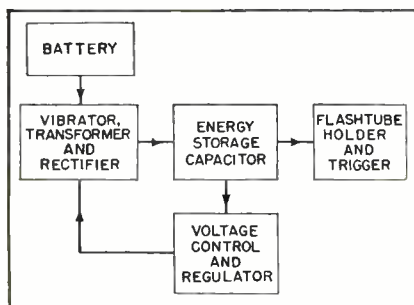 BATTERY
VIBRATOR,
TRANSFORMER
AND
RECTIFIER
ENERGY
STORAGE
CAPACITOR
FLASHTUBE
HOLDER
AND
TRIGGER
VOLTAGE
CONTROL
AND
REGULATOR